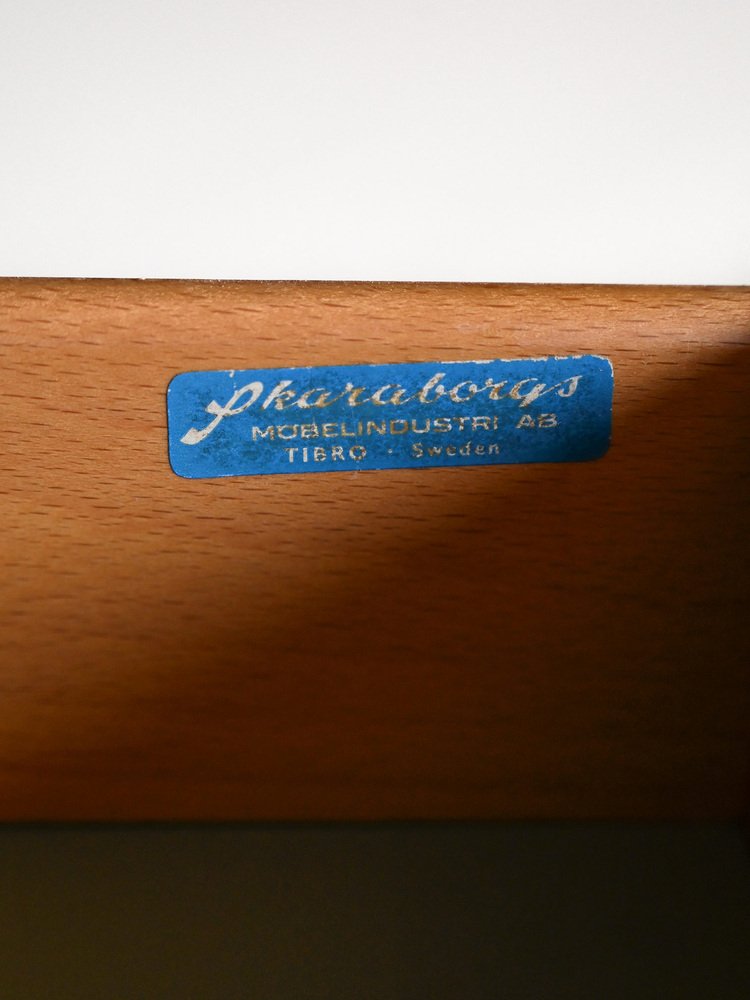 Skaraborgs
MÖBELINDUSTRI AB
TIBRO - Sweden